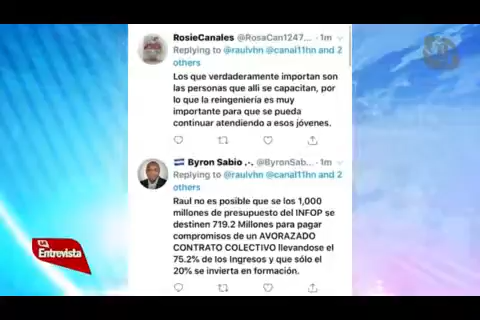 RosieCanales @RosaCan1247... · 1m
Replying to @raulvhn @canal11hn and 2
others
Los que verdaderamente importan son
las personas que alli se capacitan, por
lo que la reingeniería es muy
importante para que se pueda
continuar atendiendo a esos jóvenes.
Byron Sabio .-. @ByronSab... · 1m
Replying to @raulvhn @canal11hn and 2
others
Raul no es posible que se los 1,000
millones de presupuesto del INFOP se
destinen 719.2 Millones para pagar
compromisos de un AVORAZADO
CONTRATO COLECTIVO llevandose el
75.2% de los Ingresos y que sólo el
20% se invierta en formación.
Entrevista